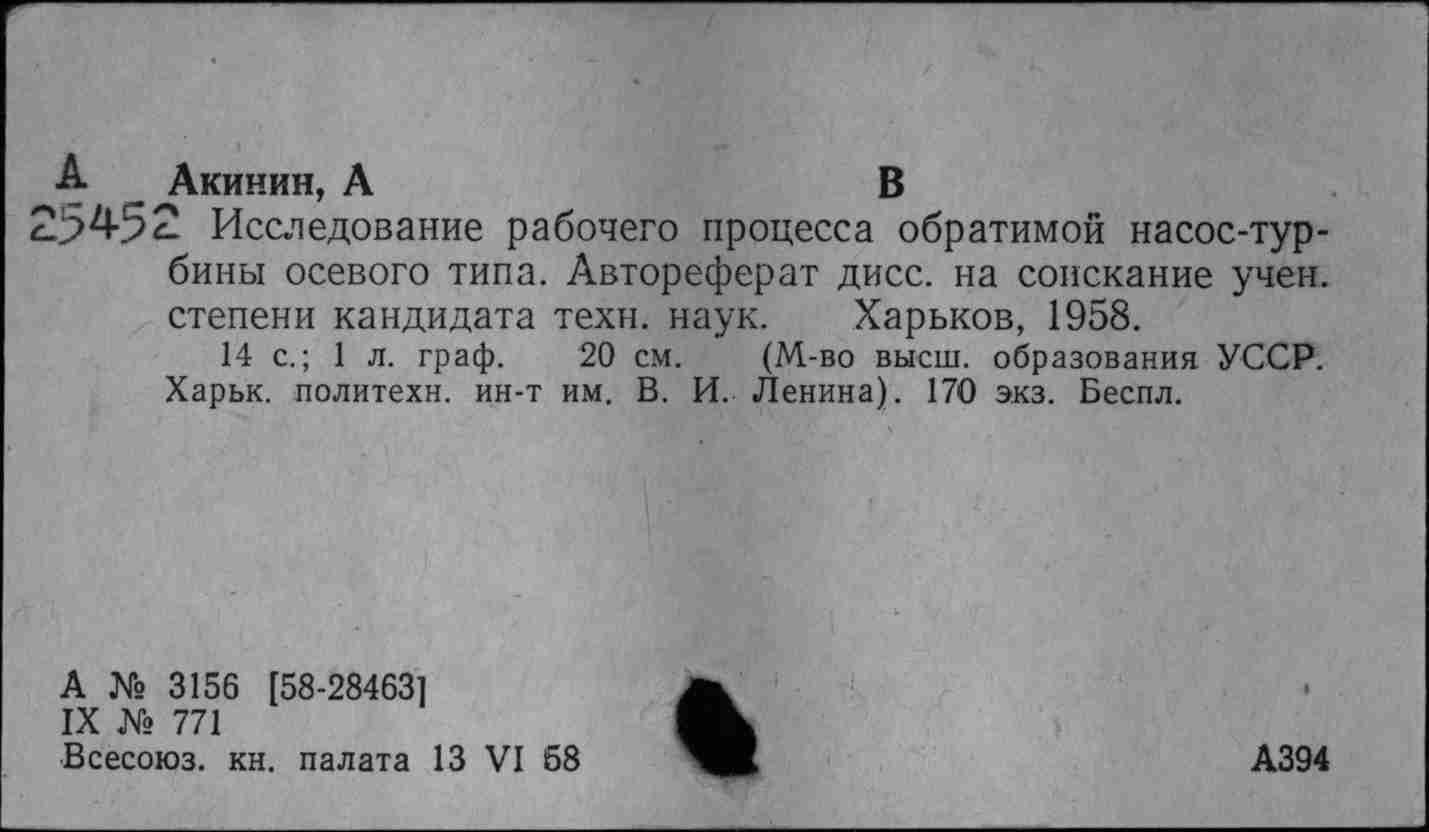 А Акинин, А В
25452 Исследование рабочего процесса обратимой насос-тур-
бины осевого типа. Автореферат дисс. на соискание учен.
степени кандидата техн. наук. Харьков, 1958.
14 с.; 1 л. граф. 20 см. (М-во высш. образования УССР.
Харьк. политехн. ин-т им. В. И. Ленина). 170 экз. Беспл.
А № 3156 [58-28463]
IX № 771
Всесоюз. кн. палата 13 VI 58
А394